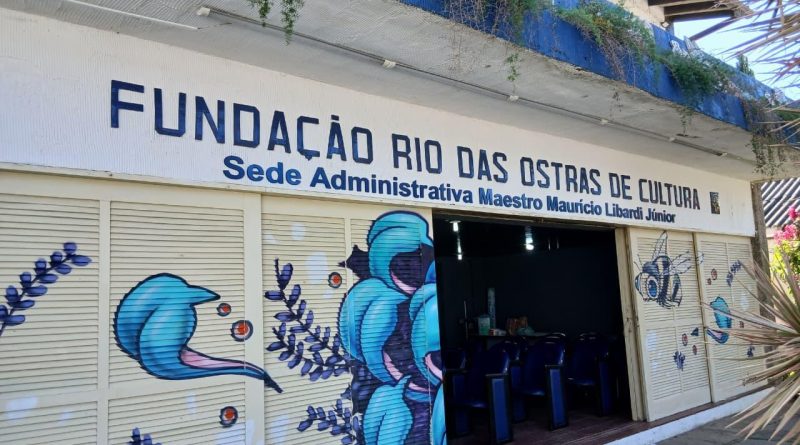 FUNDAÇÃO RIO DAS OSTRAS DE CULTURA
Sede Administrativa Maestro Maurício Libardi Júnior